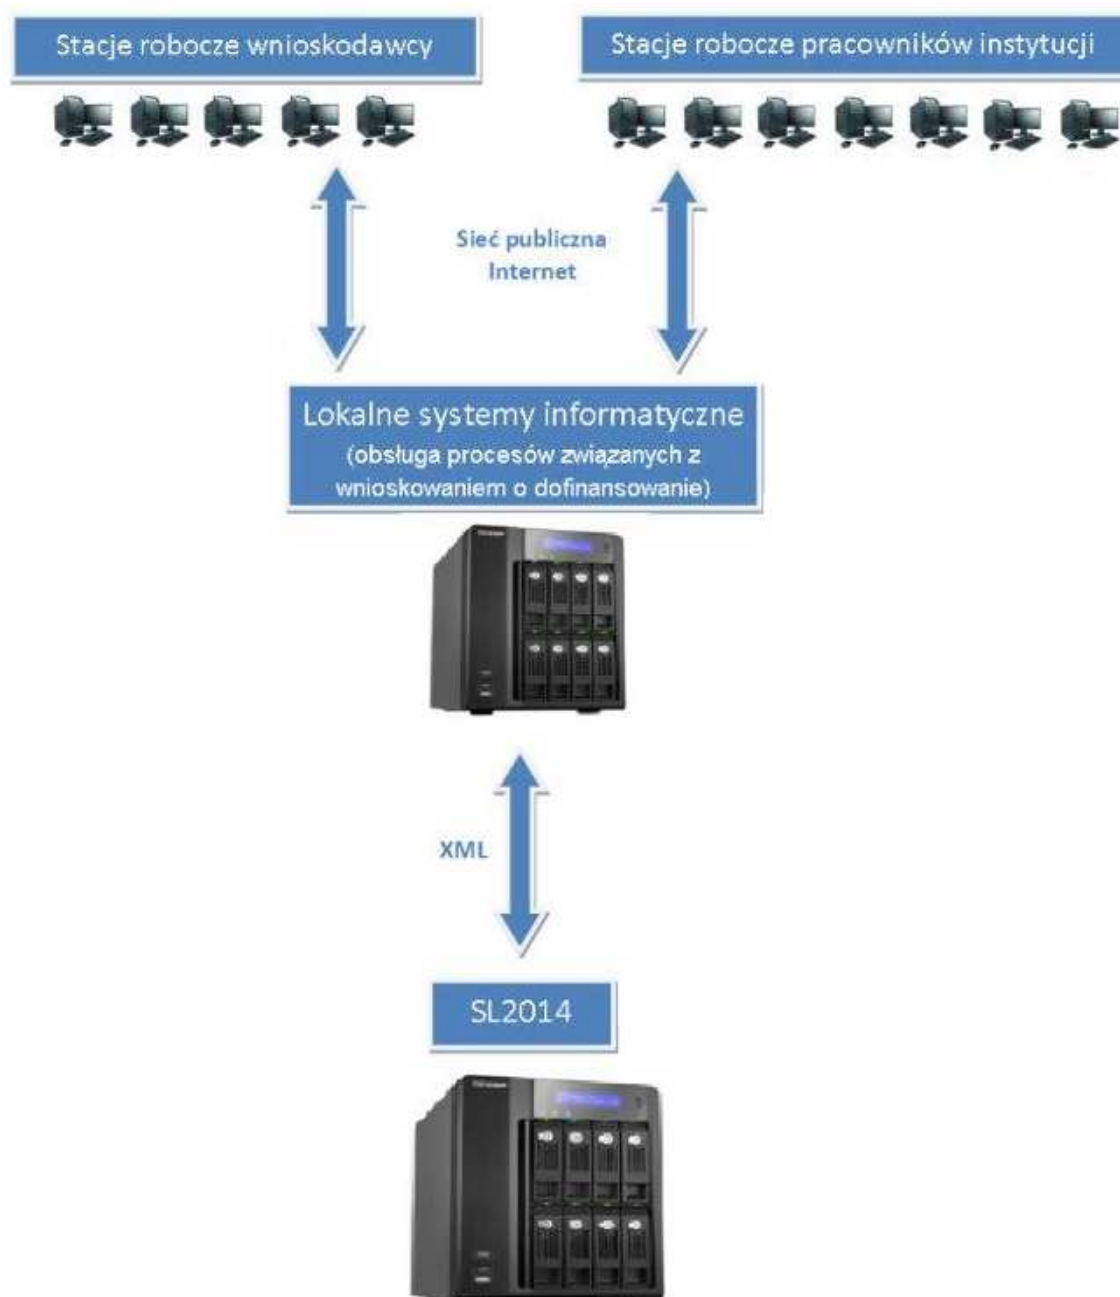 Stacje robocze wnioskodawcy
Stacje robocze pracowników instytucji
Sieć publiczna
Internet
Lokalne systemy informatyczne
(obsługa procesów związanych z
wnioskowaniem o dofinansowanie)
XML
SL2014